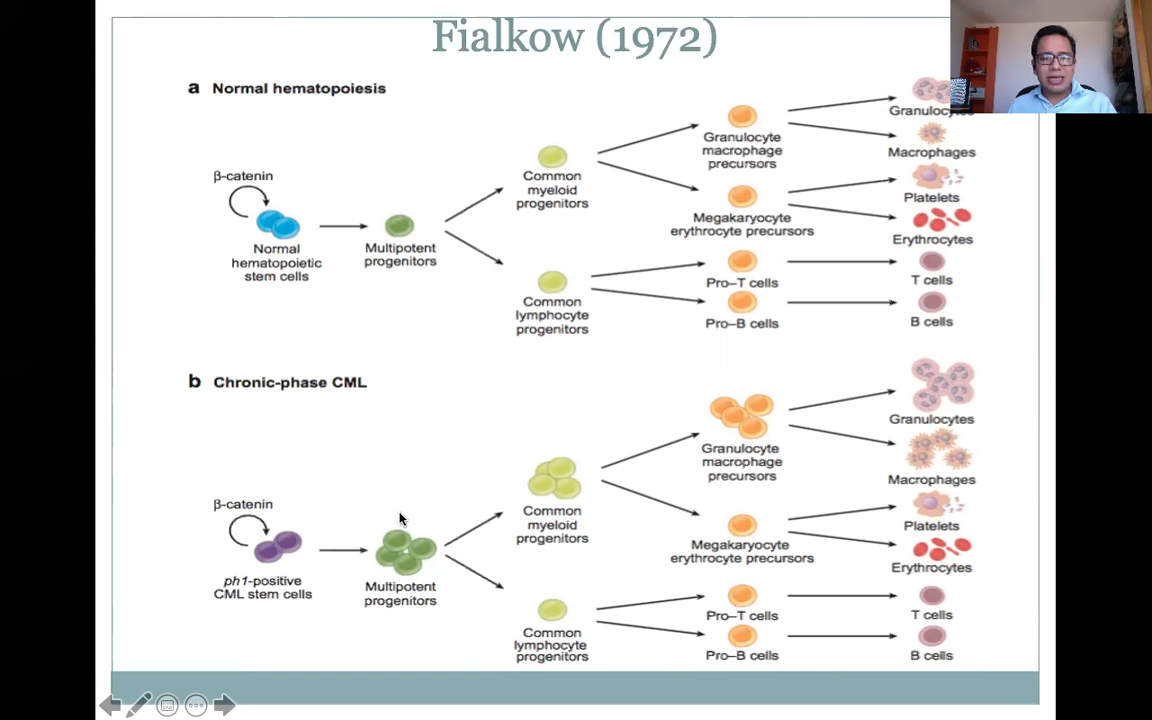 Fialkow (1972)
a Normal hematopoiesis
β-catenin
Normal
hematopoietic
stem cells
Multipotent
progenitors
Common
myeloid
progenitors
Common
lymphocyte
progenitors
Granulocyte
macrophage
precursors
Megakaryocyte
erythrocyte precursors
Pro–T cells
Pro–B cells
Macrophages
Platelets
Erythrocytes
T cells
B cells
b Chronic-phase CML
β-catenin
ph1-positive
CML stem cells
Multipotent
progenitors
Common
myeloid
progenitors
Common
lymphocyte
progenitors
Granulocyte
macrophage
precursors
Megakaryocyte
erythrocyte precursors
Pro–T cells
Pro–B cells
Granulocytes
Macrophages
Platelets
Erythrocytes
T cells
B cells